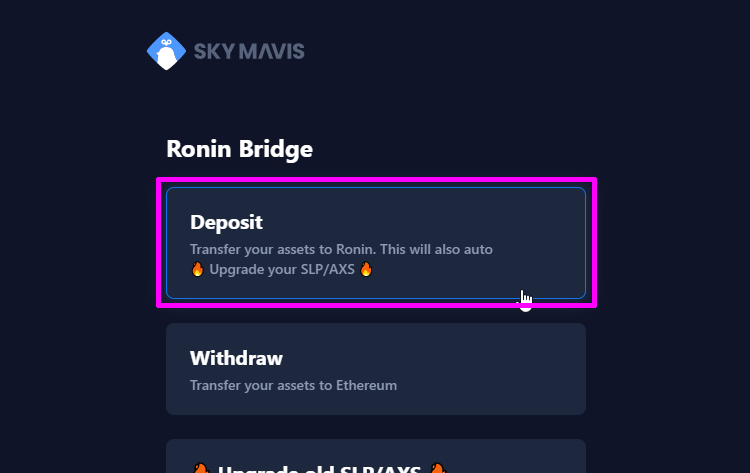 SKY MAVIS
Ronin Bridge
Deposit
Transfer your assets to Ronin. This will also auto
🔥 Upgrade your SLP/AXS 🔥
Withdraw
Transfer your assets to Ethereum
🔥 Upgrade old SLP/AXS 🔥